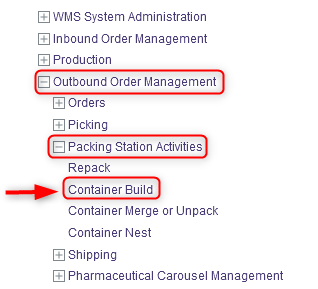 WMS System Administration
Inbound Order Management
Production
Outbound Order Management
Orders
Picking
Packing Station Activities
Repack
Container Build
Container Merge or Unpack
Container Nest
Shipping
Pharmaceutical Carousel Management